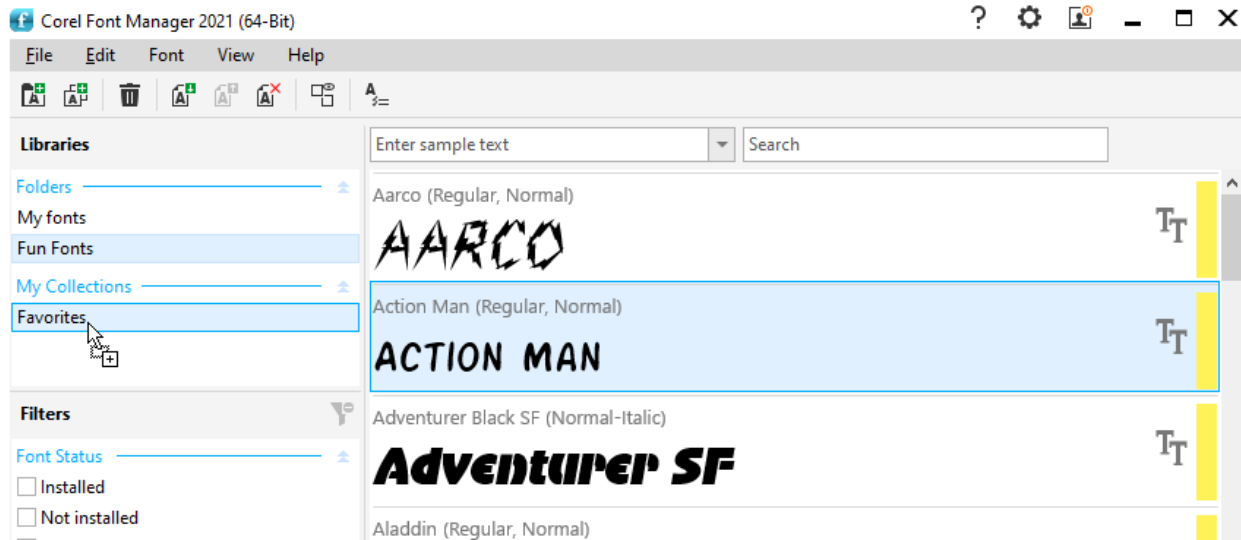 Corel Font Manager 2021 (64-Bit)
File Edit Font View Help
Libraries
Enter sample text
Search
Folders
My fonts
Fun Fonts
My Collections
Favorites
Filters
Font Status
Installed
Not installed
Aarco (Regular, Normal)
AARCO
Action Man (Regular, Normal)
ACTION MAN
Adventurer Black SF (Normal-Italic)
Adventurer SF
Aladdin (Regular, Normal)